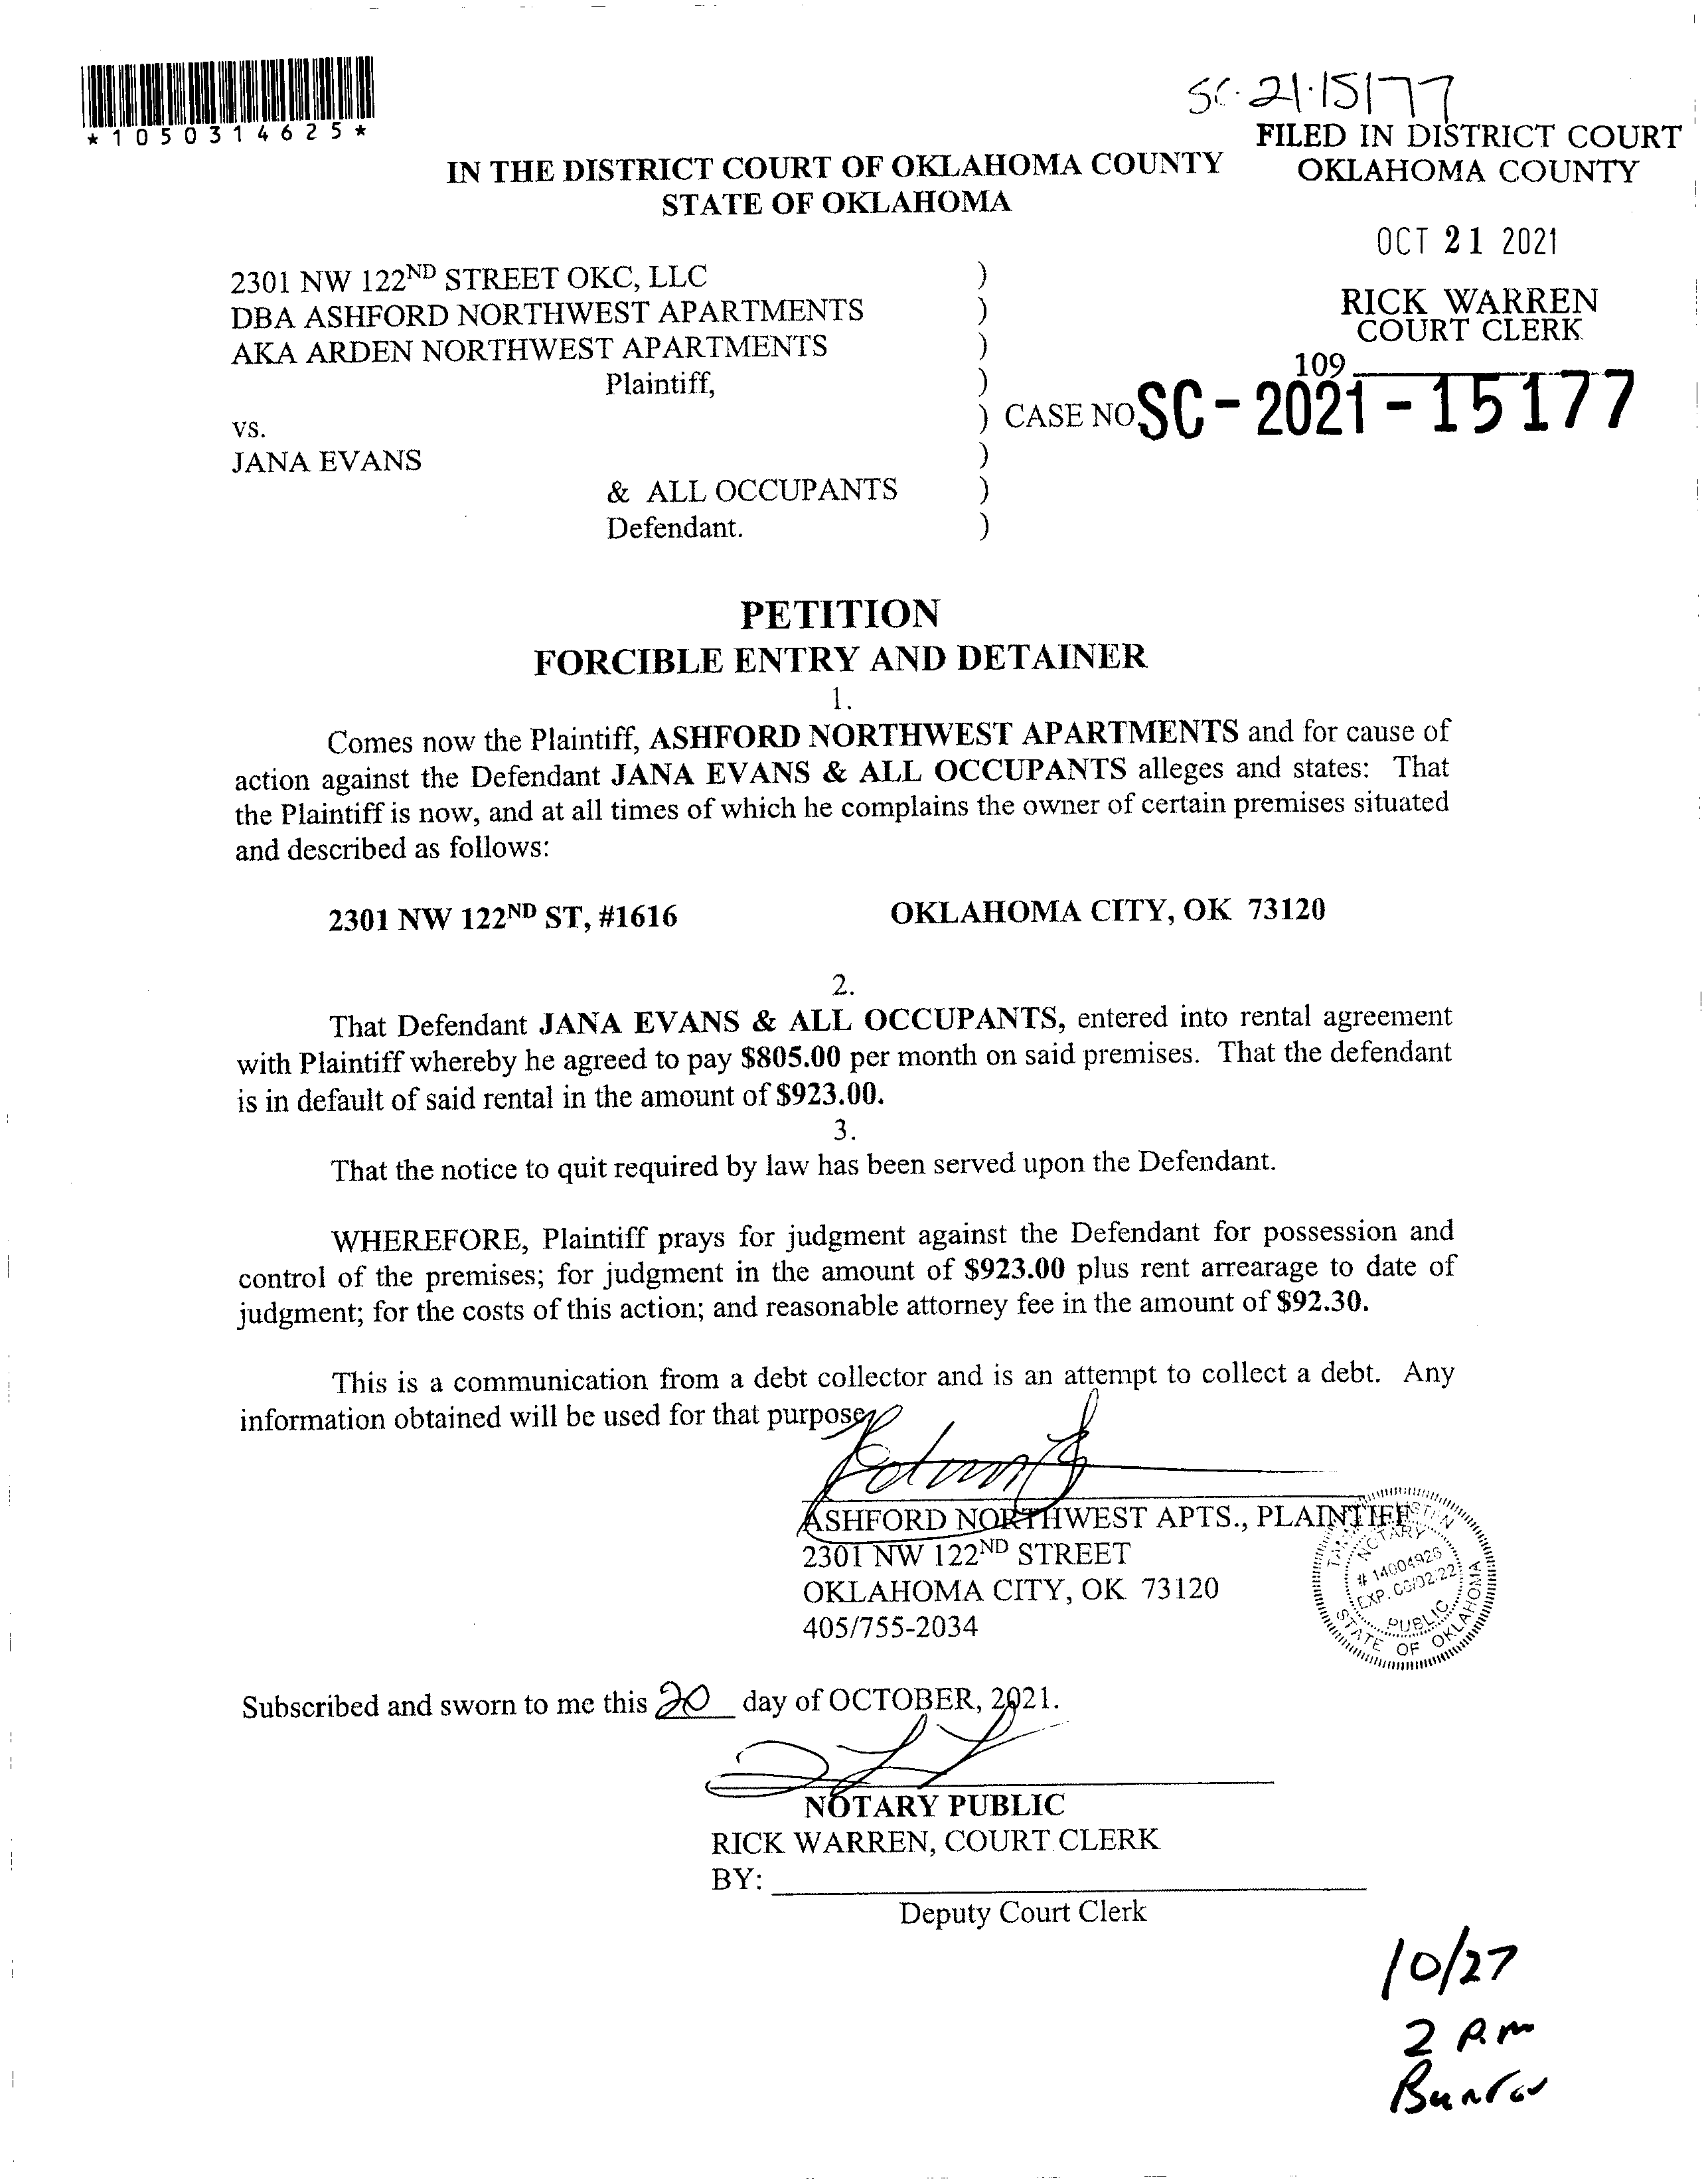 *1050314625*
SC-21-15177
FILED IN DISTRICT COURT
OKLAHOMA COUNTY
IN THE DISTRICT COURT OF OKLAHOMA COUNTY
STATE OF OKLAHOMA
OCT 21 2021
RICK WARREN
COURT CLERK
109
2301 NW 122ND STREET OKC, LLC )
DBA ASHFORD NORTHWEST APARTMENTS )
AKA ARDEN NORTHWEST APARTMENTS )
Plaintiff, )
vs. ) CASE NO. SC-2021-15177
JANA EVANS )
& ALL OCCUPANTS )
Defendant. )
PETITION
FORCIBLE ENTRY AND DETAINER
1.
Comes now the Plaintiff, ASHFORD NORTHWEST APARTMENTS and for cause of
action against the Defendant JANA EVANS & ALL OCCUPANTS alleges and states: That
the Plaintiff is now, and at all times of which he complains the owner of certain premises situated
and described as follows:
2301 NW 122ND ST, #1616 OKLAHOMA CITY, OK 73120
2.
That Defendant JANA EVANS & ALL OCCUPANTS, entered into rental agreement
with Plaintiff whereby he agreed to pay $805.00 per month on said premises. That the defendant
is in default of said rental in the amount of $923.00.
3.
That the notice to quit required by law has been served upon the Defendant.
WHEREFORE, Plaintiff prays for judgment against the Defendant for possession and
control of the premises; for judgment in the amount of $923.00 plus rent arrearage to date of
judgment; for the costs of this action; and reasonable attorney fee in the amount of $92.30.
This is a communication from a debt collector and is an attempt to collect a debt. Any
information obtained will be used for that purpose.
ASHFORD NORTHWEST APTS., PLAINTIFF
2301 NW 122ND STREET
OKLAHOMA CITY, OK 73120
405/755-2034
NOTARY
# 14004926
PUBLIC
STATE OF OKLAHOMA
Subscribed and sworn to me this 20 day of OCTOBER, 2021.
NOTARY PUBLIC
RICK WARREN, COURT CLERK
BY:
Deputy Court Clerk
10/27
2 P.m